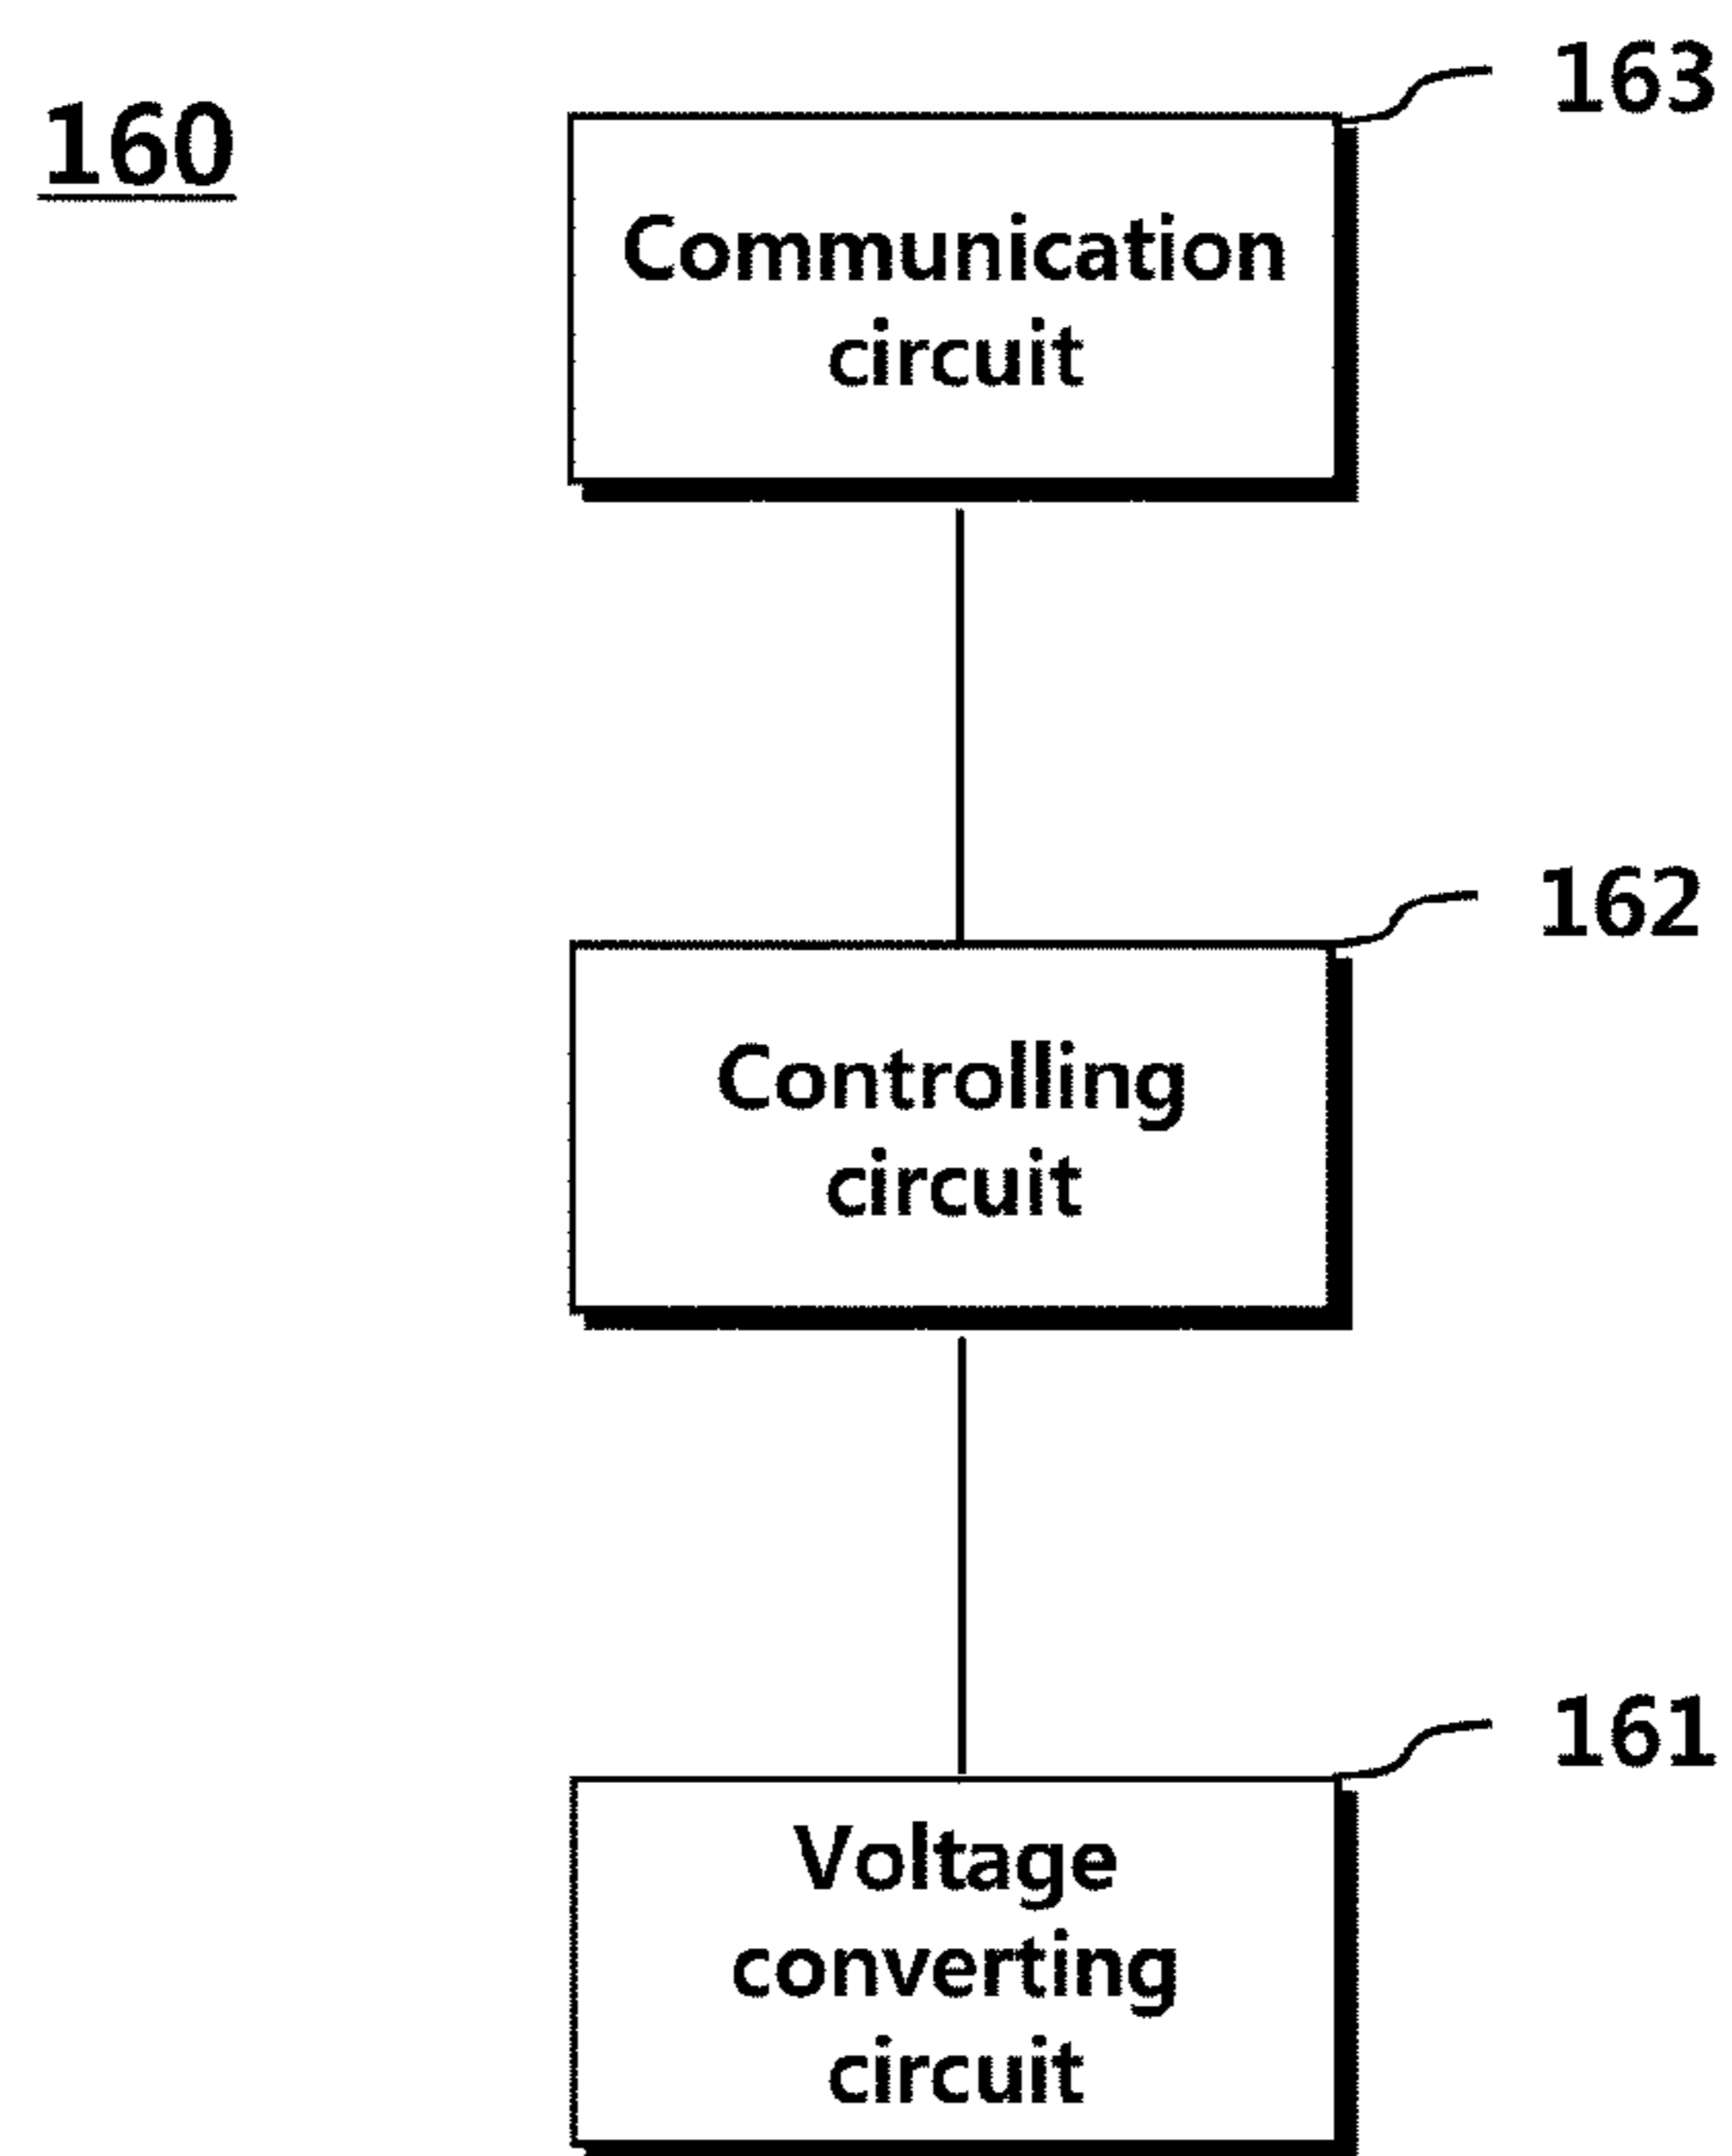 163
160
Communication
circuit
162
Controlling
circuit
161
Voltage
converting
circuit